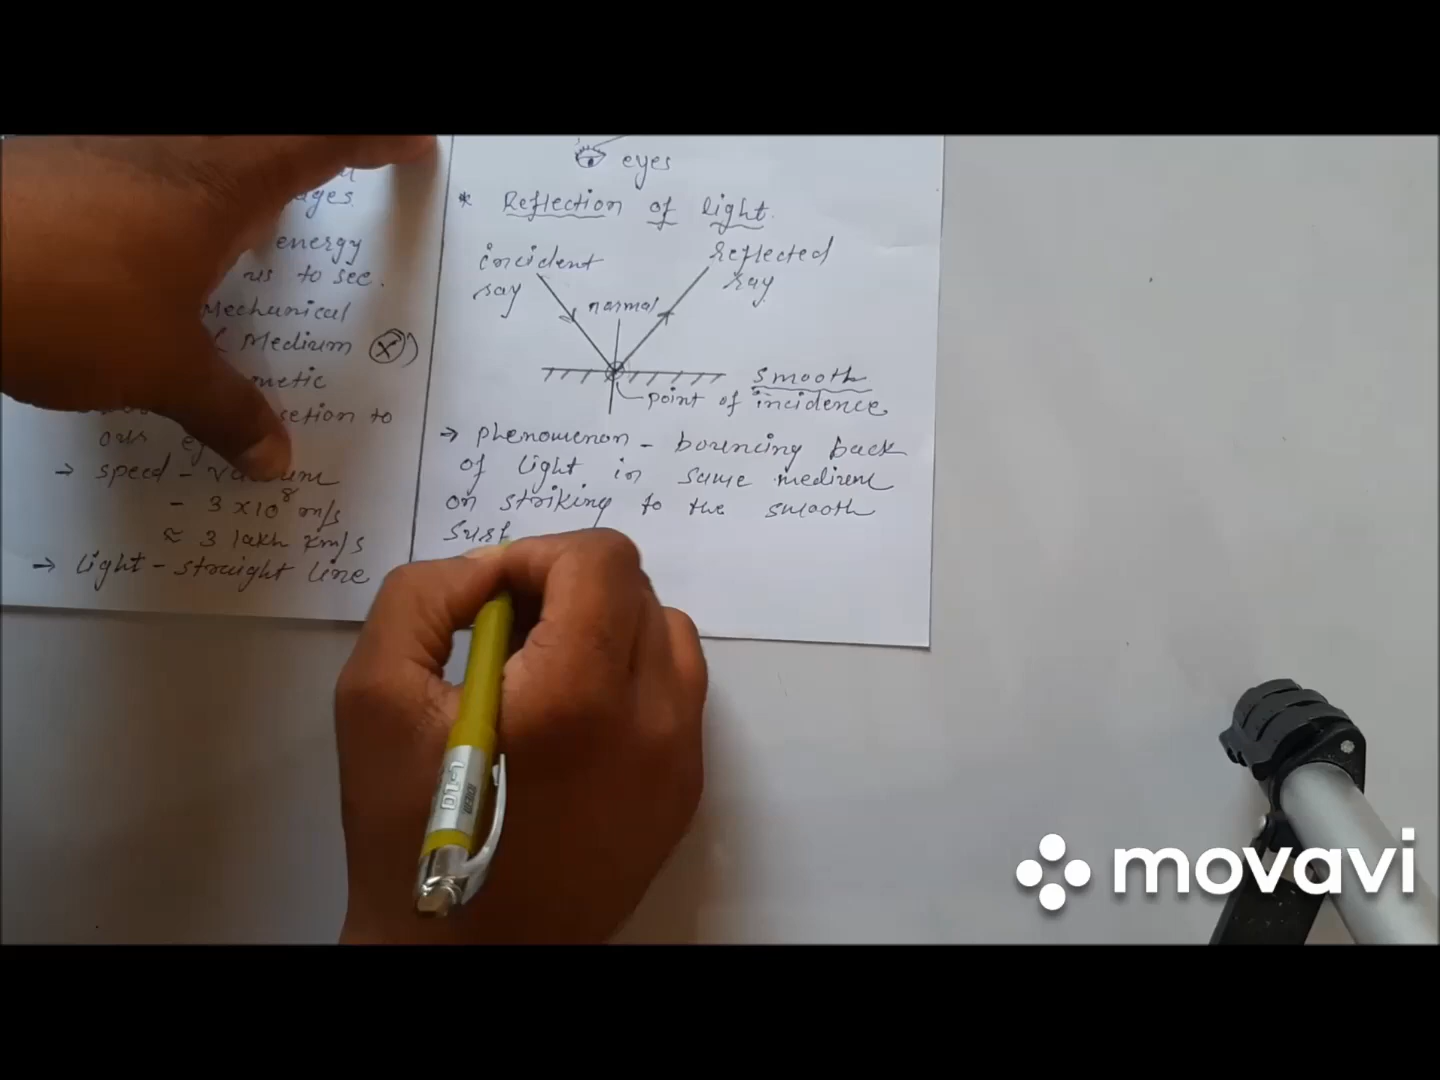 ages.
energy
us to see.
Mechanical
( Medium X )
netic
setion to
our
→ speed -
- 3 x 10⁸ m/s
≈ 3 lakh km/s
→ light - straight line
eyes
* Reflection of light.
incident
ray
reflected
ray
normal
smooth
point of incidence
→ phenomenon - bouncing back
of light in same medium
on striking to the smooth
surf
movavi